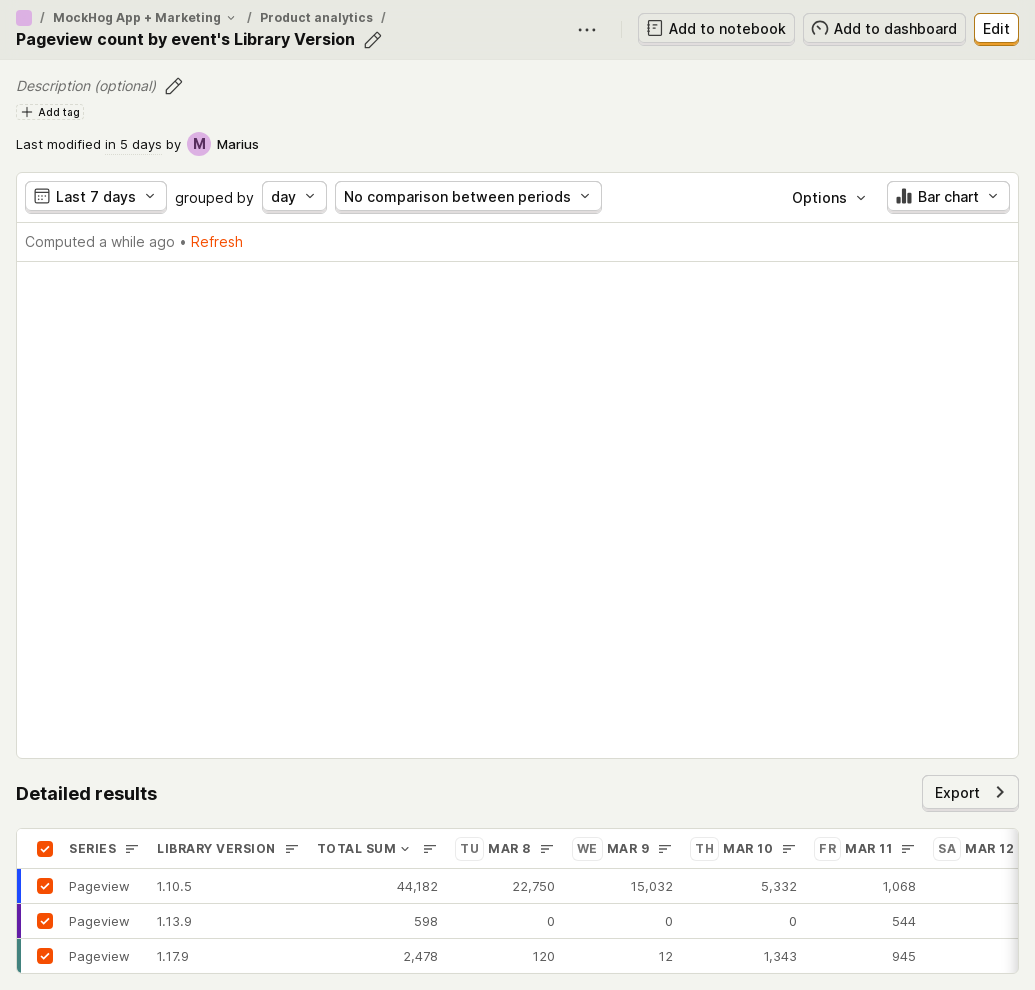 / MockHog App + Marketing / Product analytics /
Pageview count by event's Library Version
Add to notebook
Add to dashboard
Edit
Description (optional)
Add tag
Last modified in 5 days by M Marius
Last 7 days grouped by day No comparison between periods Options Bar chart
Computed a while ago • Refresh
Detailed results
Export
SERIES LIBRARY VERSION TOTAL SUM TU MAR 8 WE MAR 9 TH MAR 10 FR MAR 11 SA MAR 12
Pageview 1.10.5 44,182 22,750 15,032 5,332 1,068
Pageview 1.13.9 598 0 0 0 544
Pageview 1.17.9 2,478 120 12 1,343 945